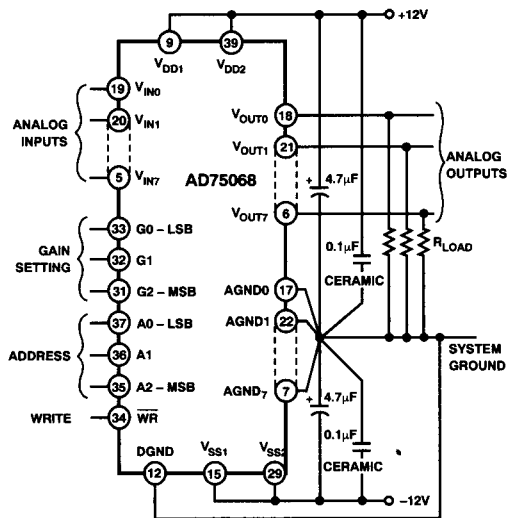 +12V
9
39
VDD1
VDD2
19
VIN0
20
VIN1
ANALOG
INPUTS
5
VIN7
AD75068
VOUT0
18
VOUT1
21
VOUT7
6
ANALOG
OUTPUTS
+
4.7μF
0.1μF
CERAMIC
RLOAD
33
G0 – LSB
GAIN
SETTING
32
G1
31
G2 – MSB
AGND0
17
AGND1
22
AGND7
7
SYSTEM
GROUND
ADDRESS
37
A0 – LSB
36
A1
35
A2 – MSB
WRITE
34
WR
+
4.7μF
0.1μF
CERAMIC
DGND
VSS1
VSS2
12
15
29
–12V